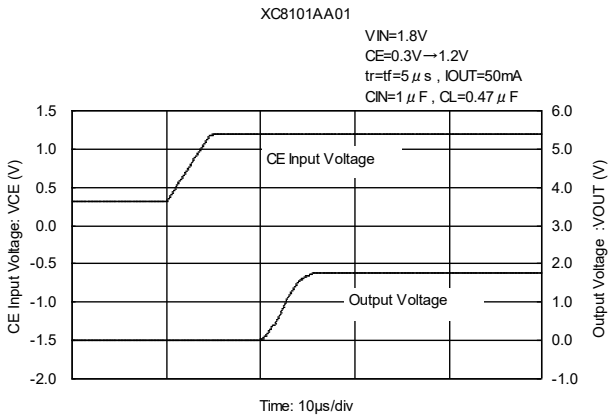 XC8101AA01
VIN=1.8V
CE=0.3V→1.2V
tr=tf=5μs , IOUT=50mA
CIN=1μF , CL=0.47μF
CE Input Voltage: VCE (V)
1.5
1.0
0.5
0.0
-0.5
-1.0
-1.5
-2.0
CE Input Voltage
Output Voltage
6.0
5.0
4.0
3.0
2.0
1.0
0.0
-1.0
Output Voltage :VOUT (V)
Time: 10μs/div